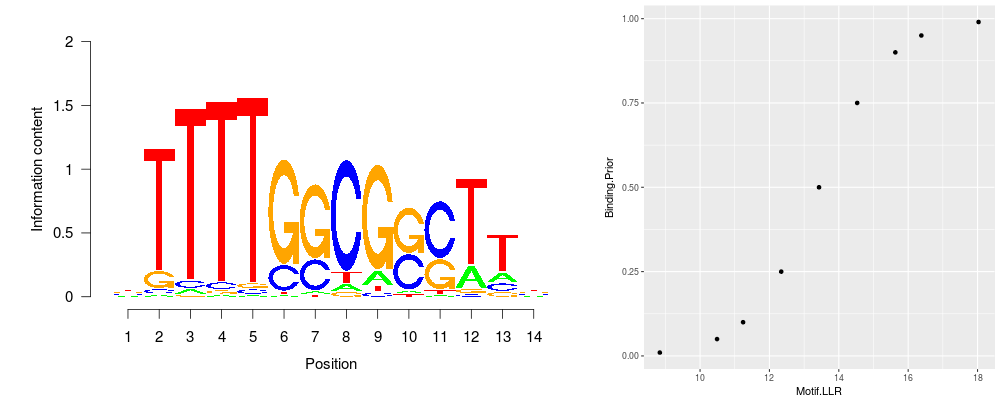 2
1.5
1
0.5
0
Information content
T T T T G G C G G C T T
G C C T A C G A A
1 2 3 4 5 6 7 8 9 10 11 12 13 14
Position
1.00
0.75
0.50
0.25
0.00
Binding.Prior
10 12 14 16 18
Motif.LLR